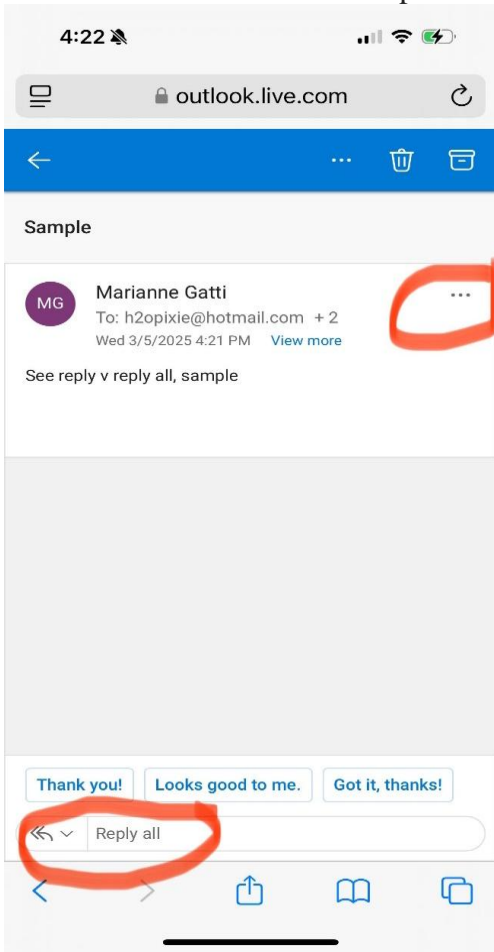 4:22
outlook.live.com
Sample
MG
Marianne Gatti
To: h2opixie@hotmail.com + 2
Wed 3/5/2025 4:21 PM View more
See reply v reply all, sample
Thank you! Looks good to me. Got it, thanks!
Reply all